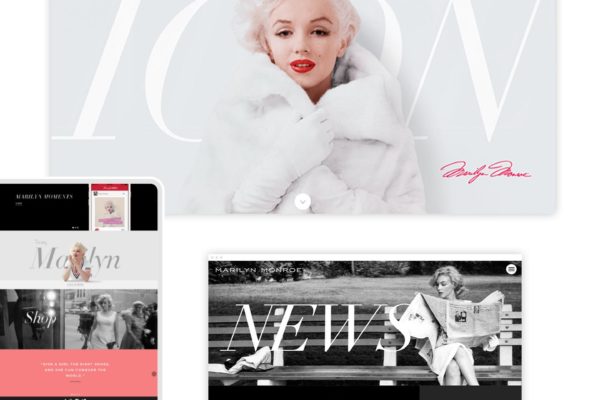 ICON
Marilyn Monroe
MARILYN MOMENTS
Marilyn
Shop
"GIVE A GIRL THE RIGHT SHOES,
AND SHE CAN CONQUER THE
WORLD."
MARILYN MONROE
NEWS